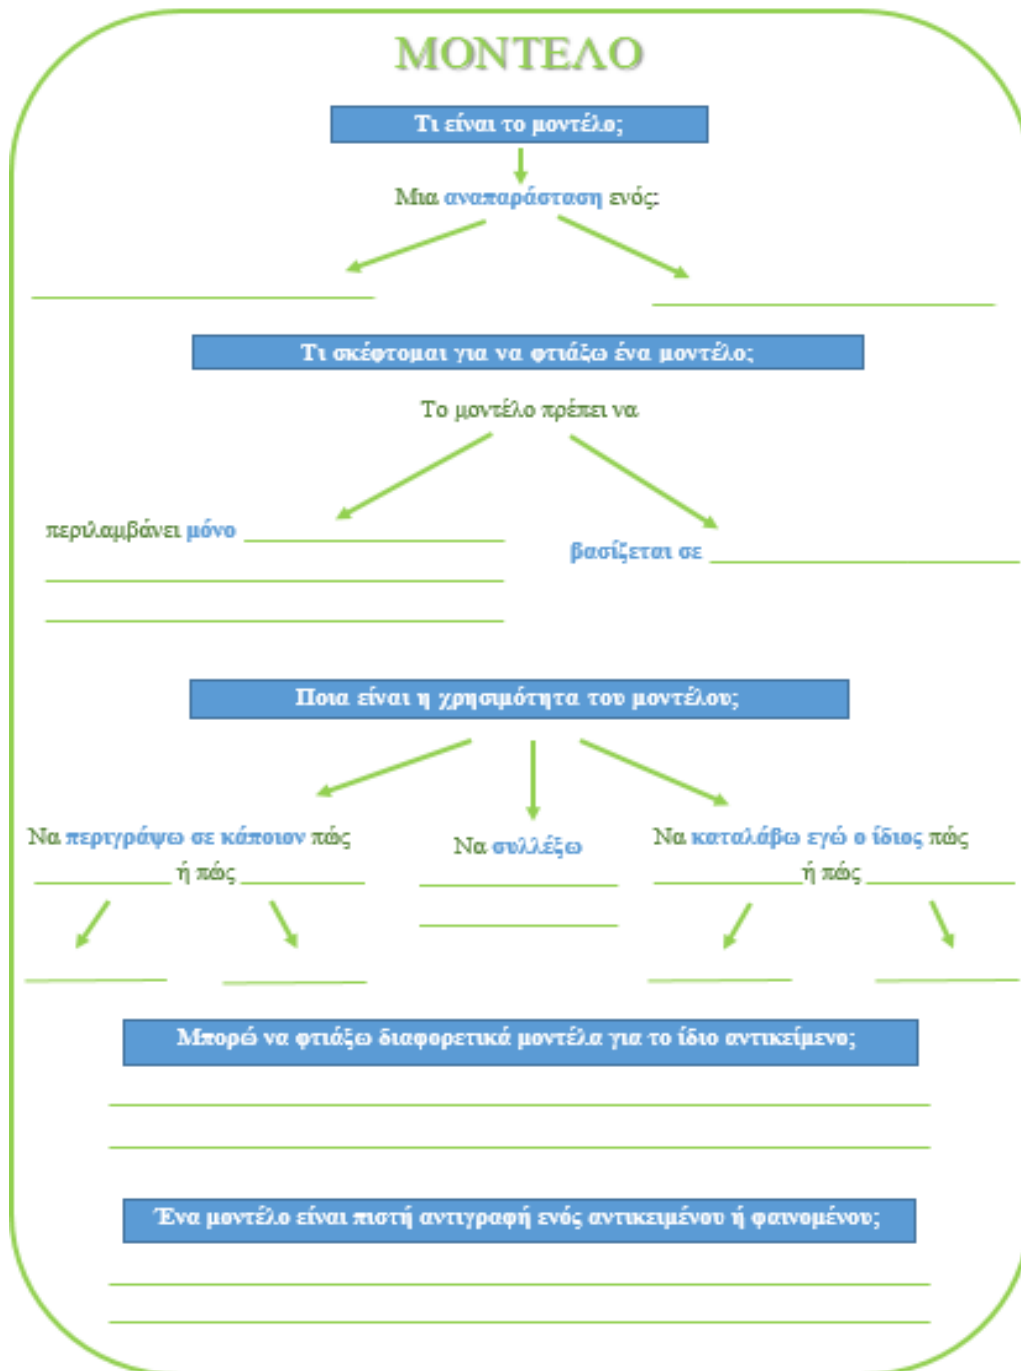 ΜΟΝΤΕΛΟ
Τι είναι το μοντέλο;
Μια αναπαράσταση ενός:
Τι σκέφτομαι για να φτιάξω ένα μοντέλο;
Το μοντέλο πρέπει να
περιλαμβάνει μόνο
βασίζεται σε
Ποια είναι η χρησιμότητα του μοντέλου;
Να περιγράψω σε κάποιον πώς
ή πώς
Να συλλέξω
Να καταλάβω εγώ ο ίδιος πώς
ή πώς
Μπορώ να φτιάξω διαφορετικά μοντέλα για το ίδιο αντικείμενο;
Ένα μοντέλο είναι πιστή αντιγραφή ενός αντικειμένου ή φαινομένου;